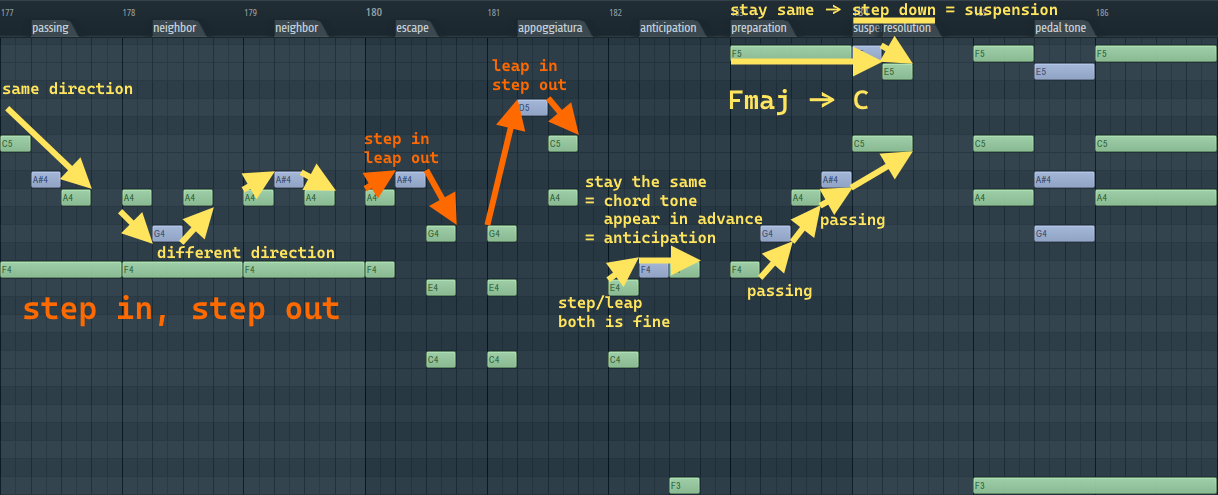 177 178 179 180 181 182 186
passing neighbor neighbor escape appoggiatura anticipation preparation suspe resolution pedal tone
stay same → step down = suspension
F5 F5 F5
E5 E5
leap in
step out
same direction
Fmaj → C
D5
step in
leap out
C5 C5 C5 C5 C5
A#4 A#4 A#4 A#4 A#4
A4 A4 A4 A4 A4 A4 A4 A4 A4 A4
stay the same
= chord tone
appear in advance
= anticipation
passing
G4 G4 G4 G4 G4
different direction
F4 F4 F4 F4 F4 F4
passing
E4 E4 E4
step in, step out
step/leap
both is fine
C4 C4 C4
F3 F3